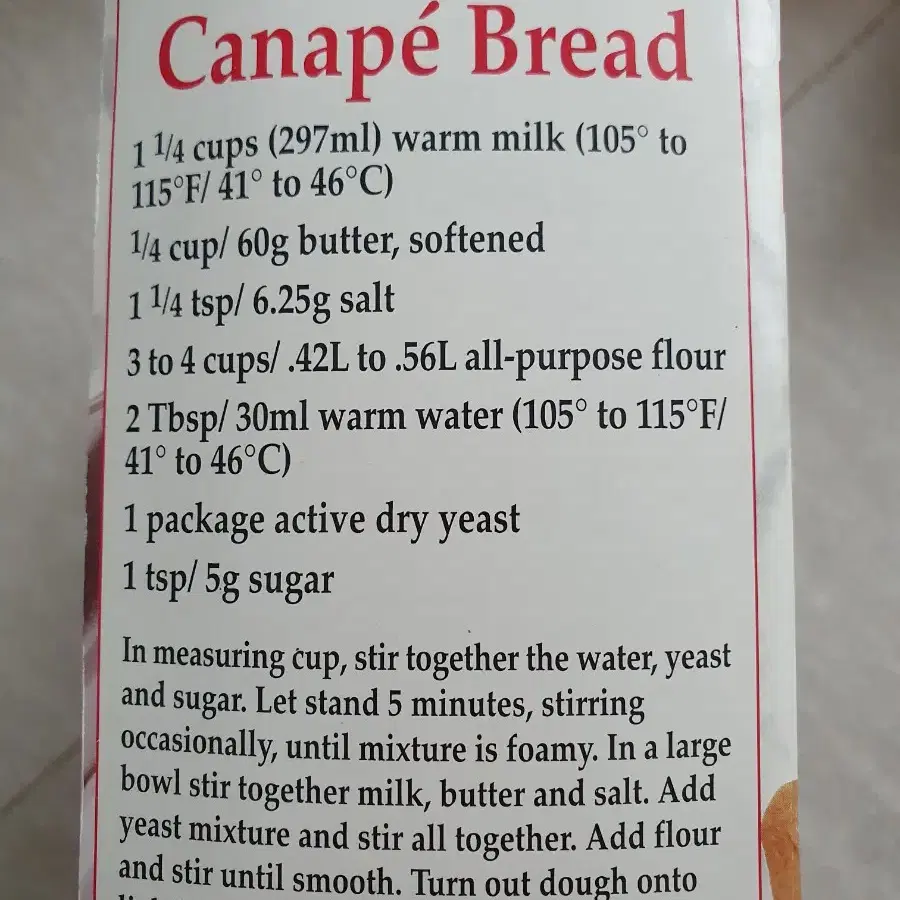 Canapé Bread
1 1/4 cups (297ml) warm milk (105° to
115°F/ 41° to 46°C)
1/4 cup/ 60g butter, softened
1 1/4 tsp/ 6.25g salt
3 to 4 cups/ .42L to .56L all-purpose flour
2 Tbsp/ 30ml warm water (105° to 115°F/
41° to 46°C)
1 package active dry yeast
1 tsp/ 5g sugar
In measuring cup, stir together the water, yeast
and sugar. Let stand 5 minutes, stirring
occasionally, until mixture is foamy. In a large
bowl stir together milk, butter and salt. Add
yeast mixture and stir all together. Add flour
and stir until smooth. Turn out dough onto